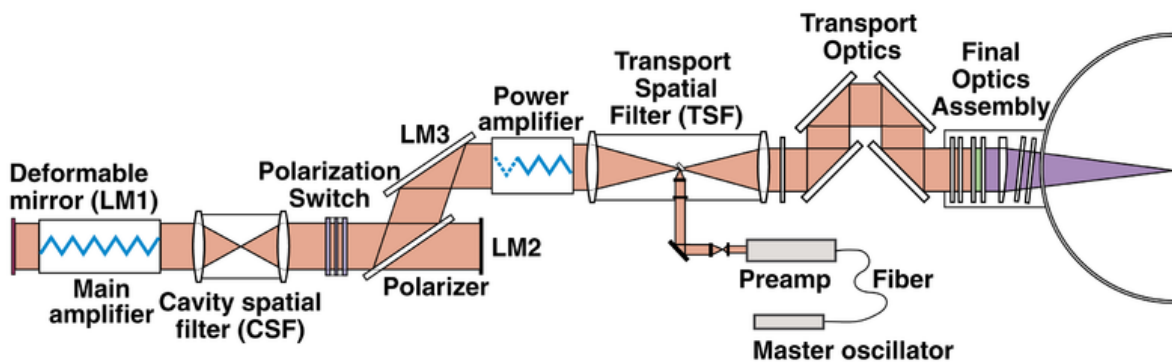 Deformable
mirror (LM1)
Main
amplifier
Cavity spatial
filter (CSF)
Polarization
Switch
LM3
Polarizer
LM2
Power
amplifier
Transport
Spatial
Filter (TSF)
Preamp
Fiber
Master oscillator
Transport
Optics
Final
Optics
Assembly